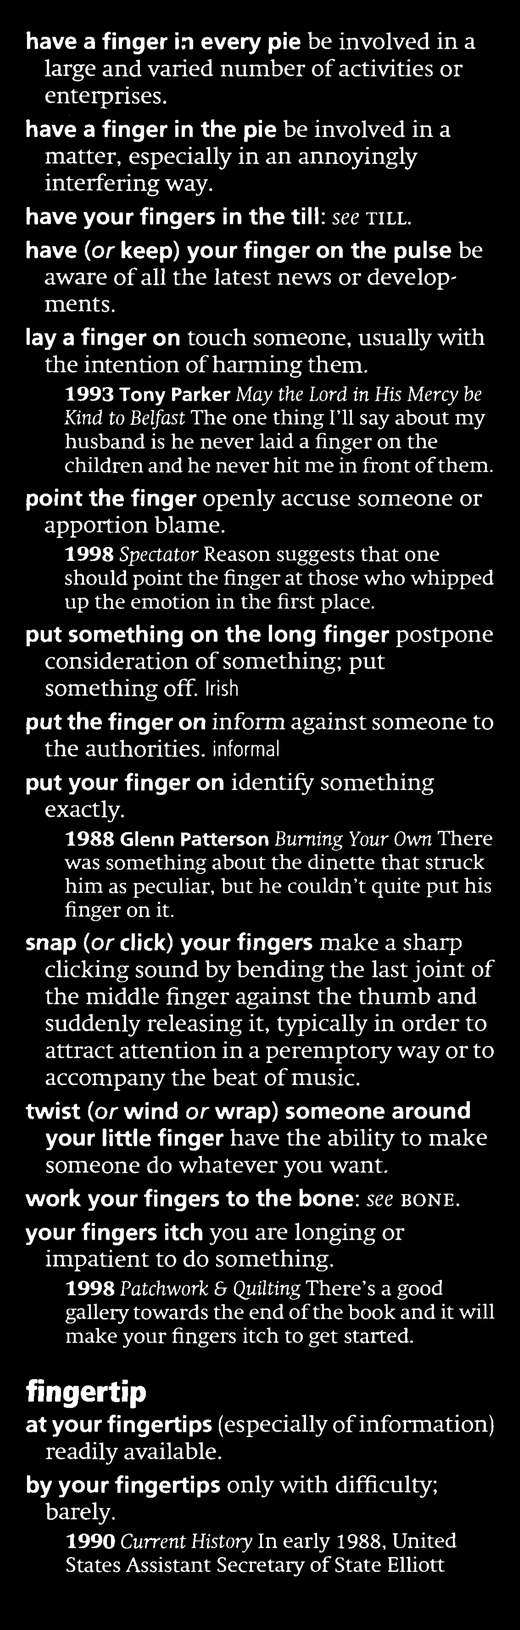 have a finger in every pie be involved in a
large and varied number of activities or
enterprises.
have a finger in the pie be involved in a
matter, especially in an annoyingly
interfering way.
have your fingers in the till: see TILL.
have (or keep) your finger on the pulse be
aware of all the latest news or develop-
ments.
lay a finger on touch someone, usually with
the intention of harming them.
1993 Tony Parker May the Lord in His Mercy be
Kind to Belfast The one thing I'll say about my
husband is he never laid a finger on the
children and he never hit me in front of them.
point the finger openly accuse someone or
apportion blame.
1998 Spectator Reason suggests that one
should point the finger at those who whipped
up the emotion in the first place.
put something on the long finger postpone
consideration of something; put
something off. Irish
put the finger on inform against someone to
the authorities. informal
put your finger on identify something
exactly.
1988 Glenn Patterson Burning Your Own There
was something about the dinette that struck
him as peculiar, but he couldn't quite put his
finger on it.
snap (or click) your fingers make a sharp
clicking sound by bending the last joint of
the middle finger against the thumb and
suddenly releasing it, typically in order to
attract attention in a peremptory way or to
accompany the beat of music.
twist (or wind or wrap) someone around
your little finger have the ability to make
someone do whatever you want.
work your fingers to the bone: see BONE.
your fingers itch you are longing or
impatient to do something.
1998 Patchwork & Quilting There's a good
gallery towards the end of the book and it will
make your fingers itch to get started.
fingertip
at your fingertips (especially of information)
readily available.
by your fingertips only with difficulty;
barely.
1990 Current History In early 1988, United
States Assistant Secretary of State Elliott